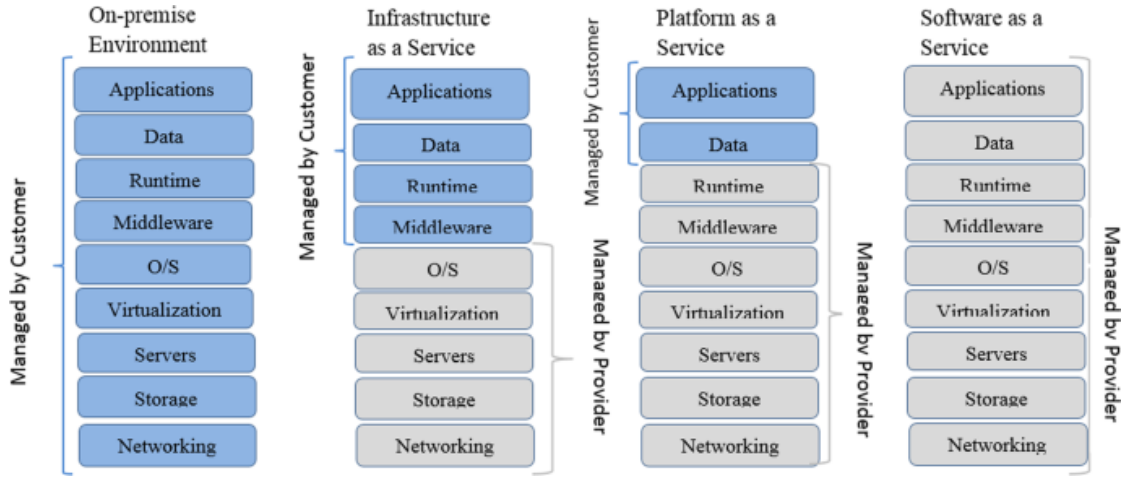 On-premise
Environment
Managed by Customer
Applications
Data
Runtime
Middleware
O/S
Virtualization
Servers
Storage
Networking
Infrastructure
as a Service
Managed by Customer
Applications
Data
Runtime
Middleware
O/S
Virtualization
Servers
Storage
Networking
Managed by Provider
Platform as a
Service
Managed by Customer
Applications
Data
Runtime
Middleware
O/S
Virtualization
Servers
Storage
Networking
Managed by Provider
Software as a
Service
Applications
Data
Runtime
Middleware
O/S
Virtualization
Servers
Storage
Networking
Managed by Provider